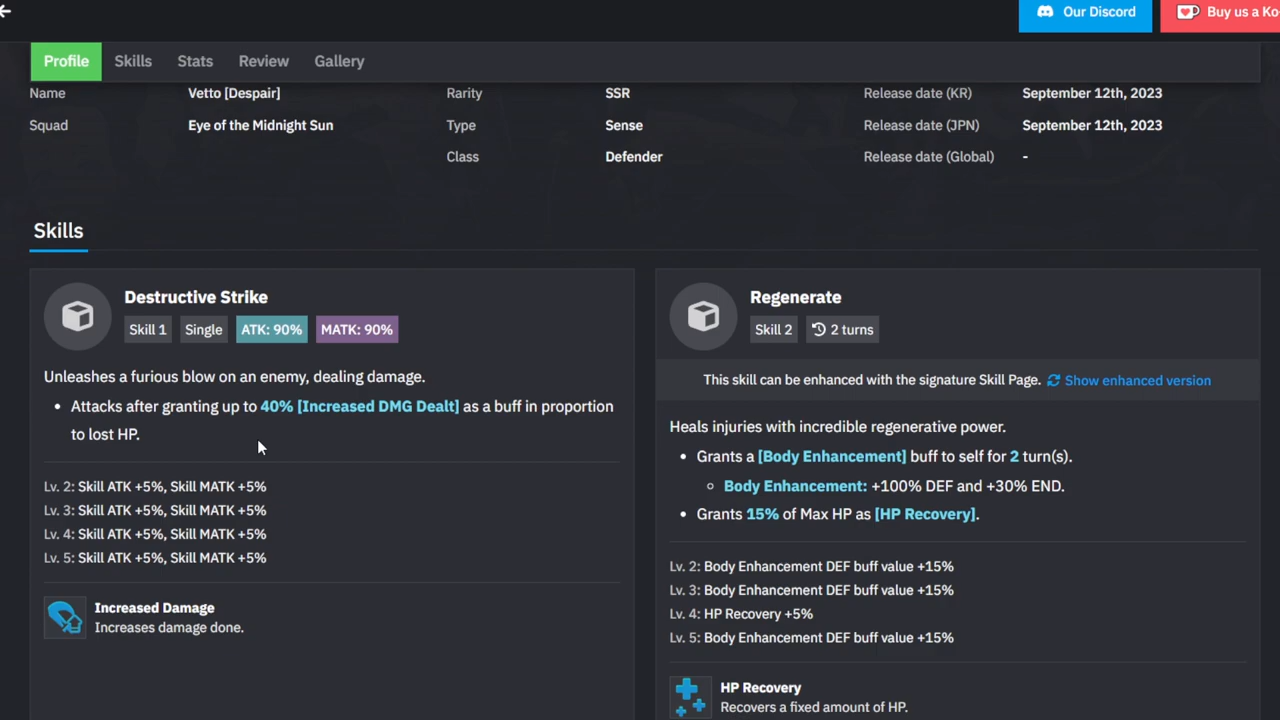 Our Discord
Buy us a Ko-
Profile
Skills
Stats
Review
Gallery
Name Vetto [Despair]
Squad Eye of the Midnight Sun
Rarity SSR
Type Sense
Class Defender
Release date (KR) September 12th, 2023
Release date (JPN) September 12th, 2023
Release date (Global) -
Skills
Destructive Strike
Skill 1 Single ATK: 90% MATK: 90%
Unleashes a furious blow on an enemy, dealing damage.
• Attacks after granting up to 40% [Increased DMG Dealt] as a buff in proportion
to lost HP.
Lv. 2: Skill ATK +5%, Skill MATK +5%
Lv. 3: Skill ATK +5%, Skill MATK +5%
Lv. 4: Skill ATK +5%, Skill MATK +5%
Lv. 5: Skill ATK +5%, Skill MATK +5%
Increased Damage
Increases damage done.
Regenerate
Skill 2 2 turns
This skill can be enhanced with the signature Skill Page. Show enhanced version
Heals injuries with incredible regenerative power.
• Grants a [Body Enhancement] buff to self for 2 turn(s).
Body Enhancement: +100% DEF and +30% END.
• Grants 15% of Max HP as [HP Recovery].
Lv. 2: Body Enhancement DEF buff value +15%
Lv. 3: Body Enhancement DEF buff value +15%
Lv. 4: HP Recovery +5%
Lv. 5: Body Enhancement DEF buff value +15%
HP Recovery
Recovers a fixed amount of HP.